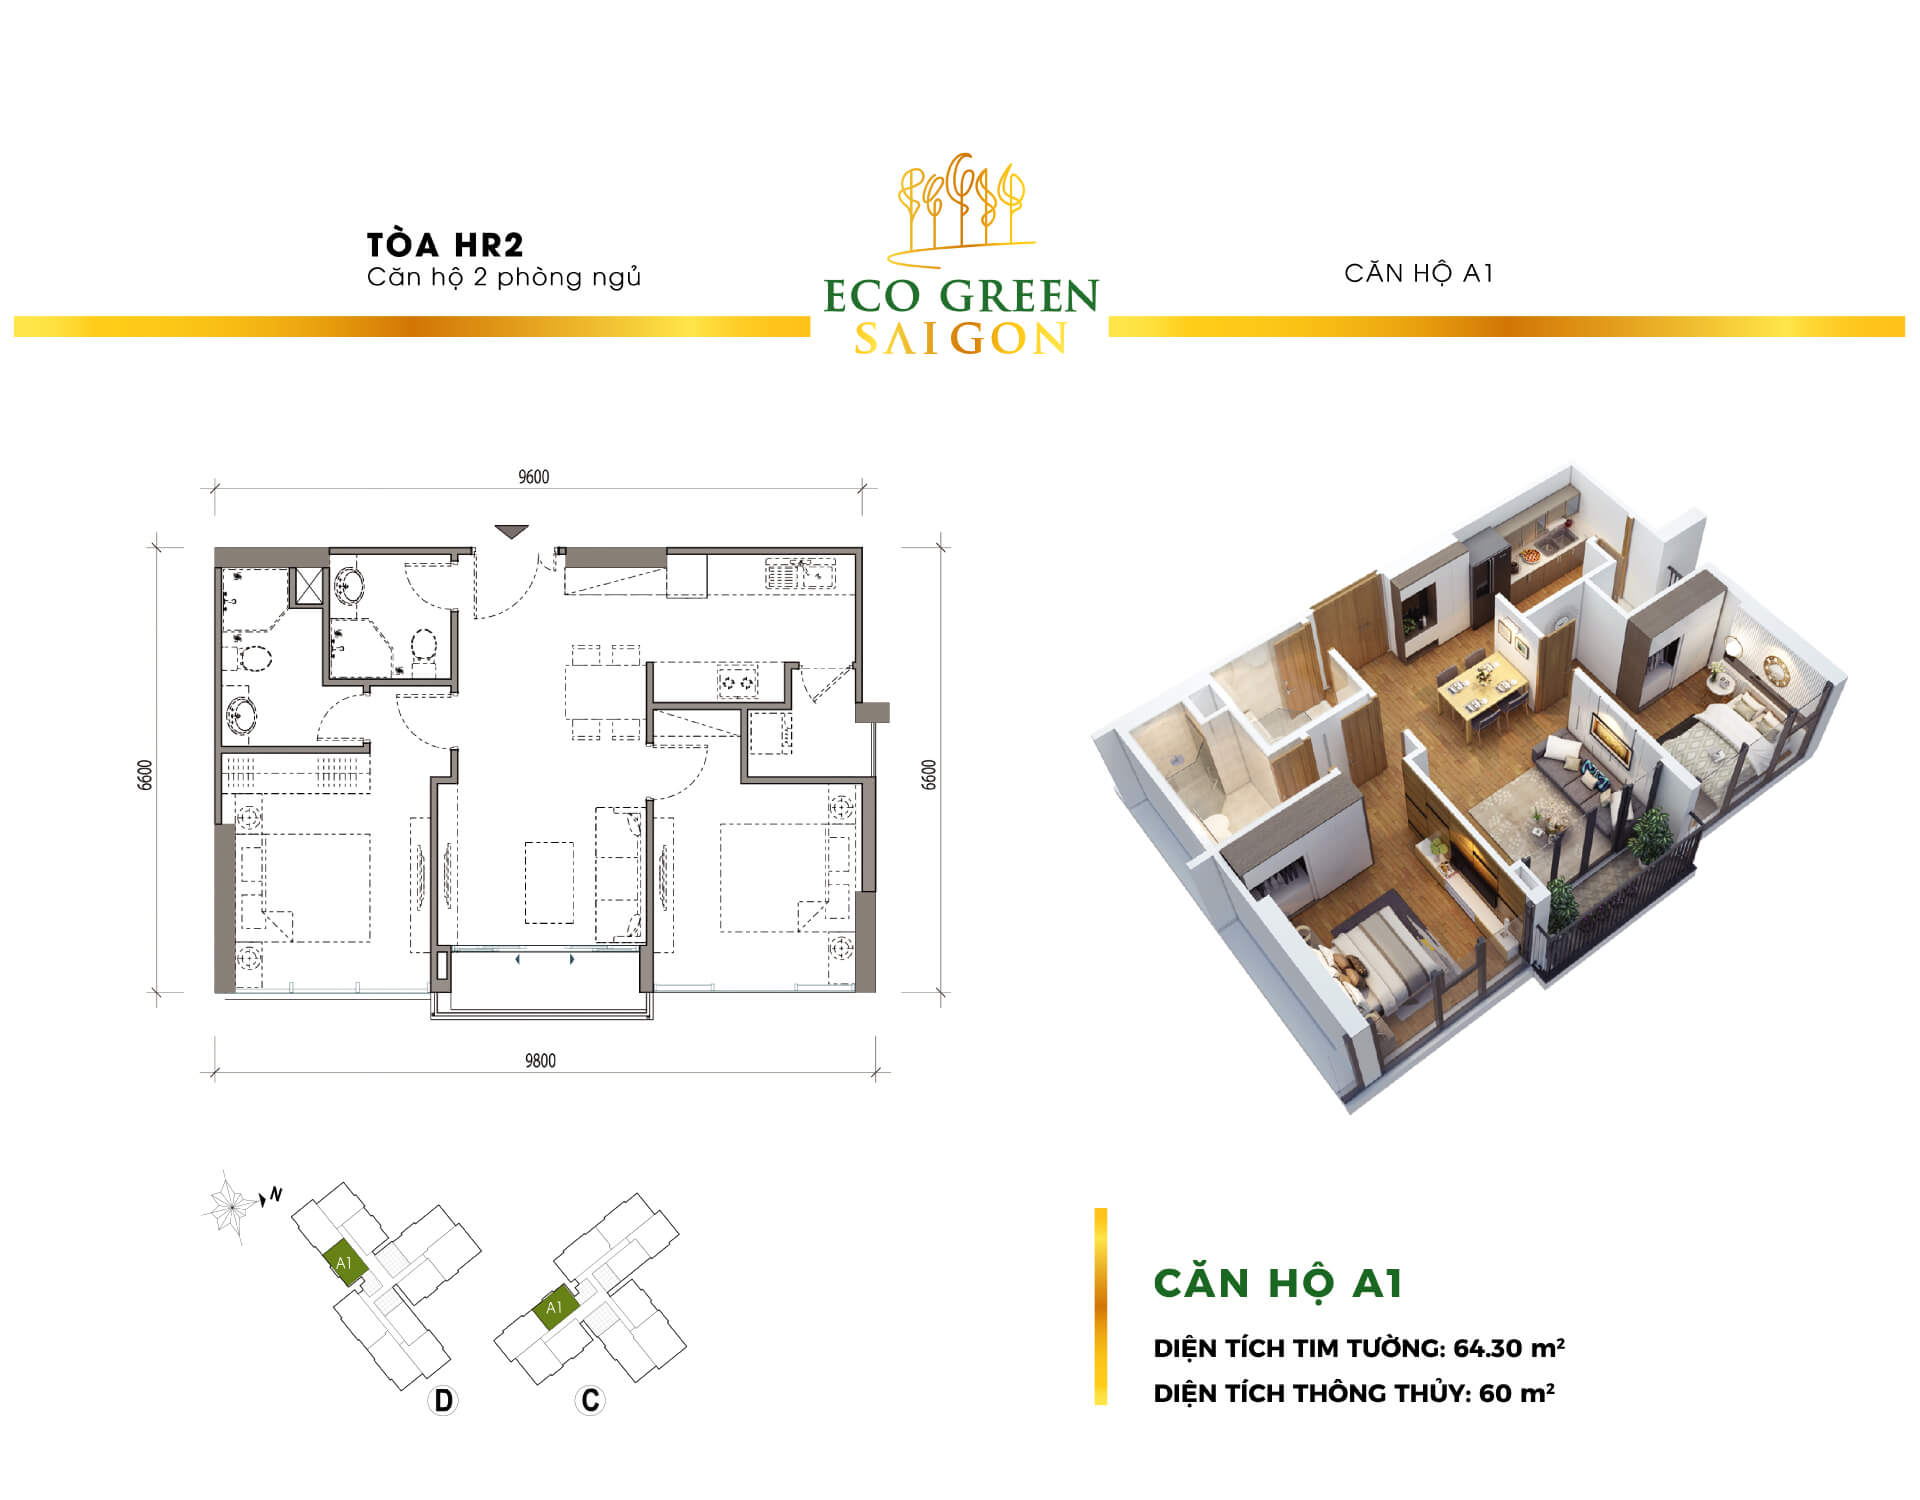 TÒA HR2
Căn hộ 2 phòng ngủ
ECO GREEN
SAIGON
CĂN HỘ A1
9600
6600
6600
9800
N
A1
D
A1
C
CĂN HỘ A1
DIỆN TÍCH TIM TƯỜNG: 64.30 m²
DIỆN TÍCH THÔNG THỦY: 60 m²